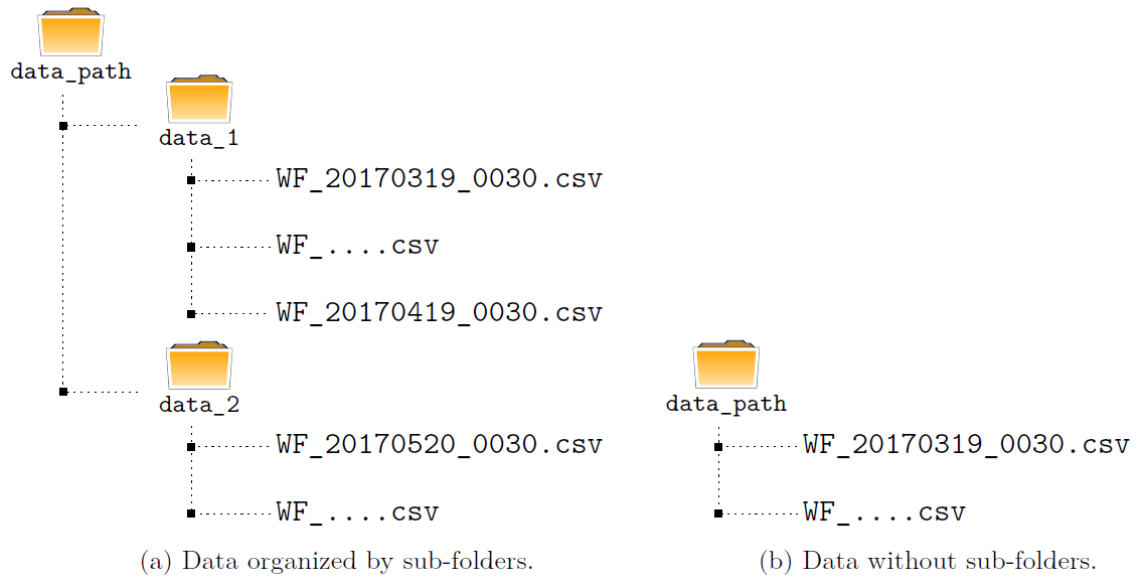 data_path
data_1
WF_20170319_0030.csv
WF_....csv
WF_20170419_0030.csv
data_2
WF_20170520_0030.csv
WF_....csv
(a) Data organized by sub-folders.
data_path
WF_20170319_0030.csv
WF_....csv
(b) Data without sub-folders.